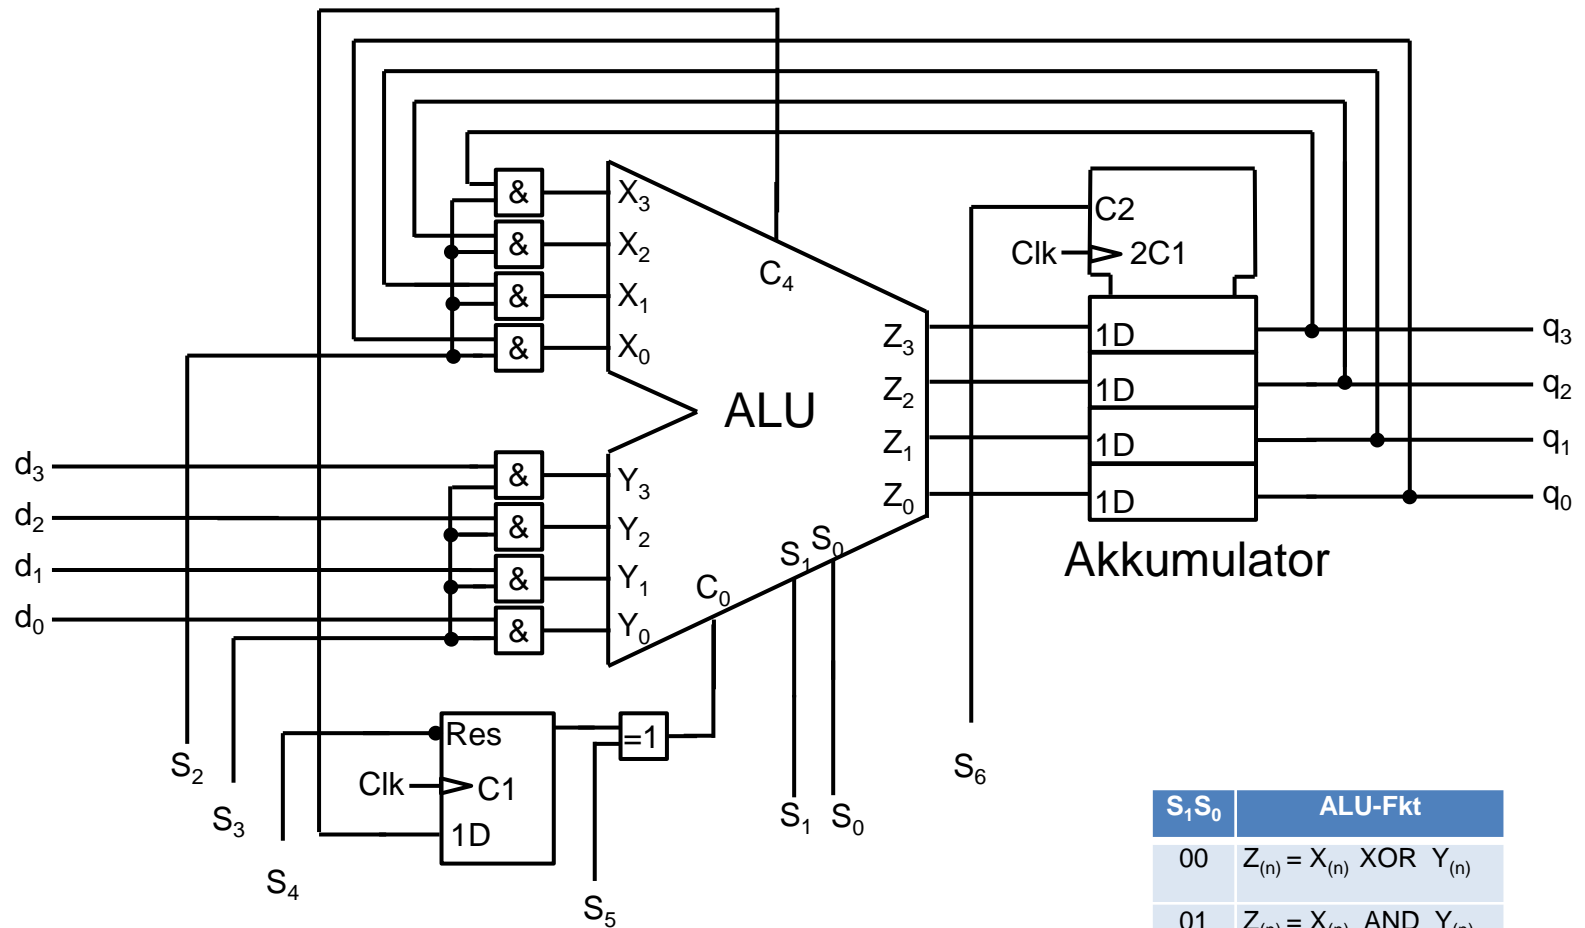 &
X3
&
X2
&
X1
&
X0
C4
ALU
C2
Clk
2C1
Z3
1D
q3
Z2
1D
q2
Z1
1D
q1
Z0
1D
q0
Akkumulator
d3
&
Y3
d2
&
Y2
d1
&
Y1
d0
&
Y0
C0
S1
S0
Res
=1
Clk
C1
1D
S2
S3
S4
S5
S1
S0
S6
S1S0 ALU-Fkt
00 Z(n) = X(n) XOR Y(n)
01 Z(n) = X(n) AND Y(n)